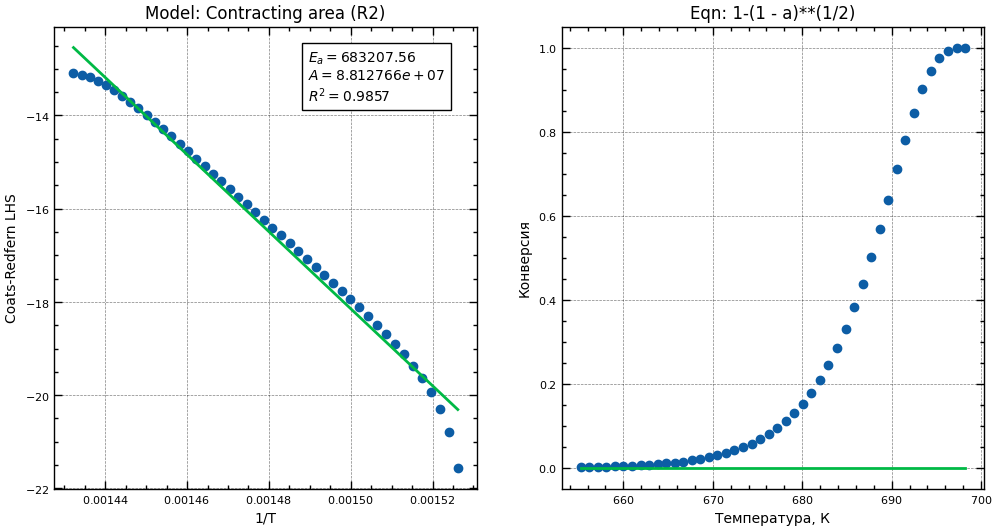 Model: Contracting area (R2)
E_a = 683207.56
A = 8.812766e + 07
R² = 0.9857
−14
−16
−18
−20
−22
0.00144
0.00146
0.00148
0.00150
0.00152
Coats-Redfern LHS
1/T
Eqn: 1-(1 - a)**(1/2)
1.0
0.8
0.6
0.4
0.2
0.0
660
670
680
690
700
Конверсия
Температура, К